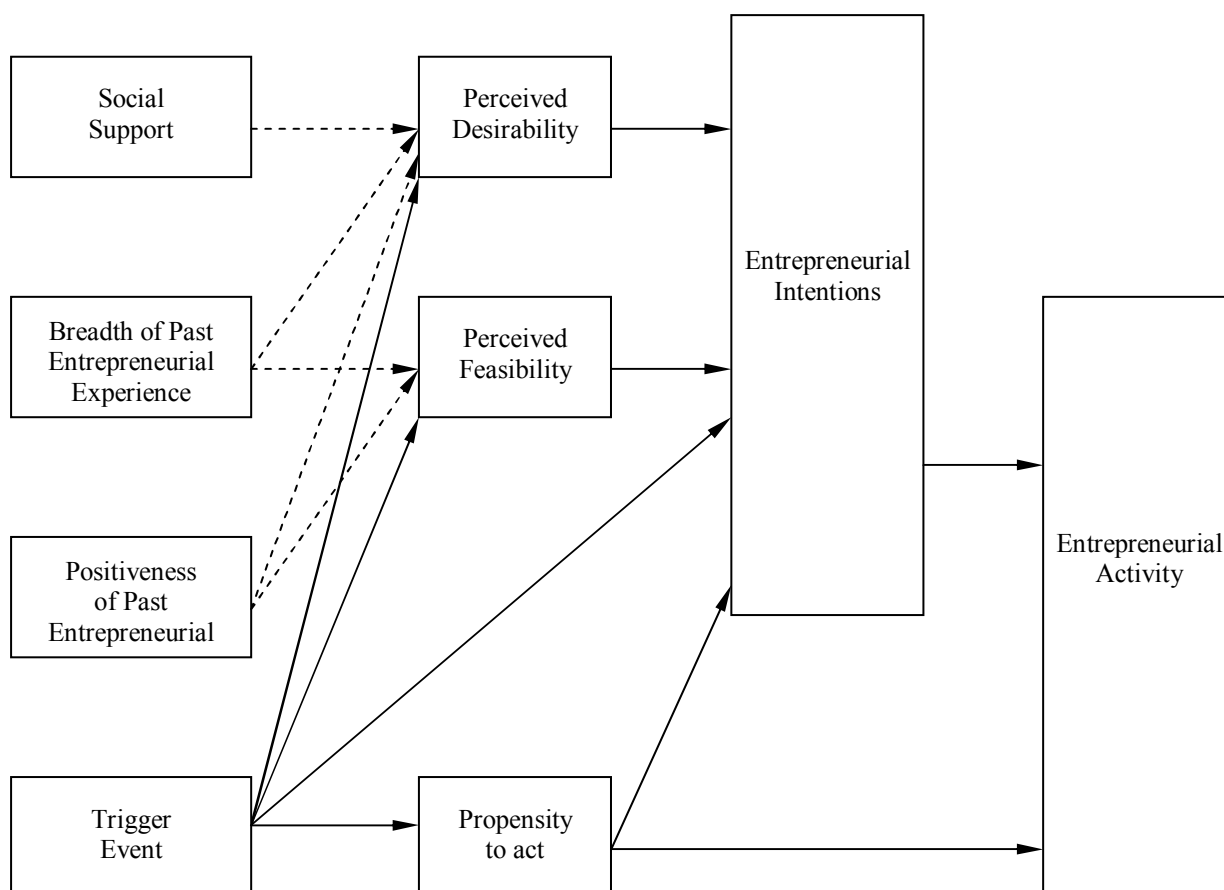 Social
Support
Perceived
Desirability
Entrepreneurial
Intentions
Breadth of Past
Entrepreneurial
Experience
Perceived
Feasibility
Positiveness
of Past
Entrepreneurial
Entrepreneurial
Activity
Trigger
Event
Propensity
to act